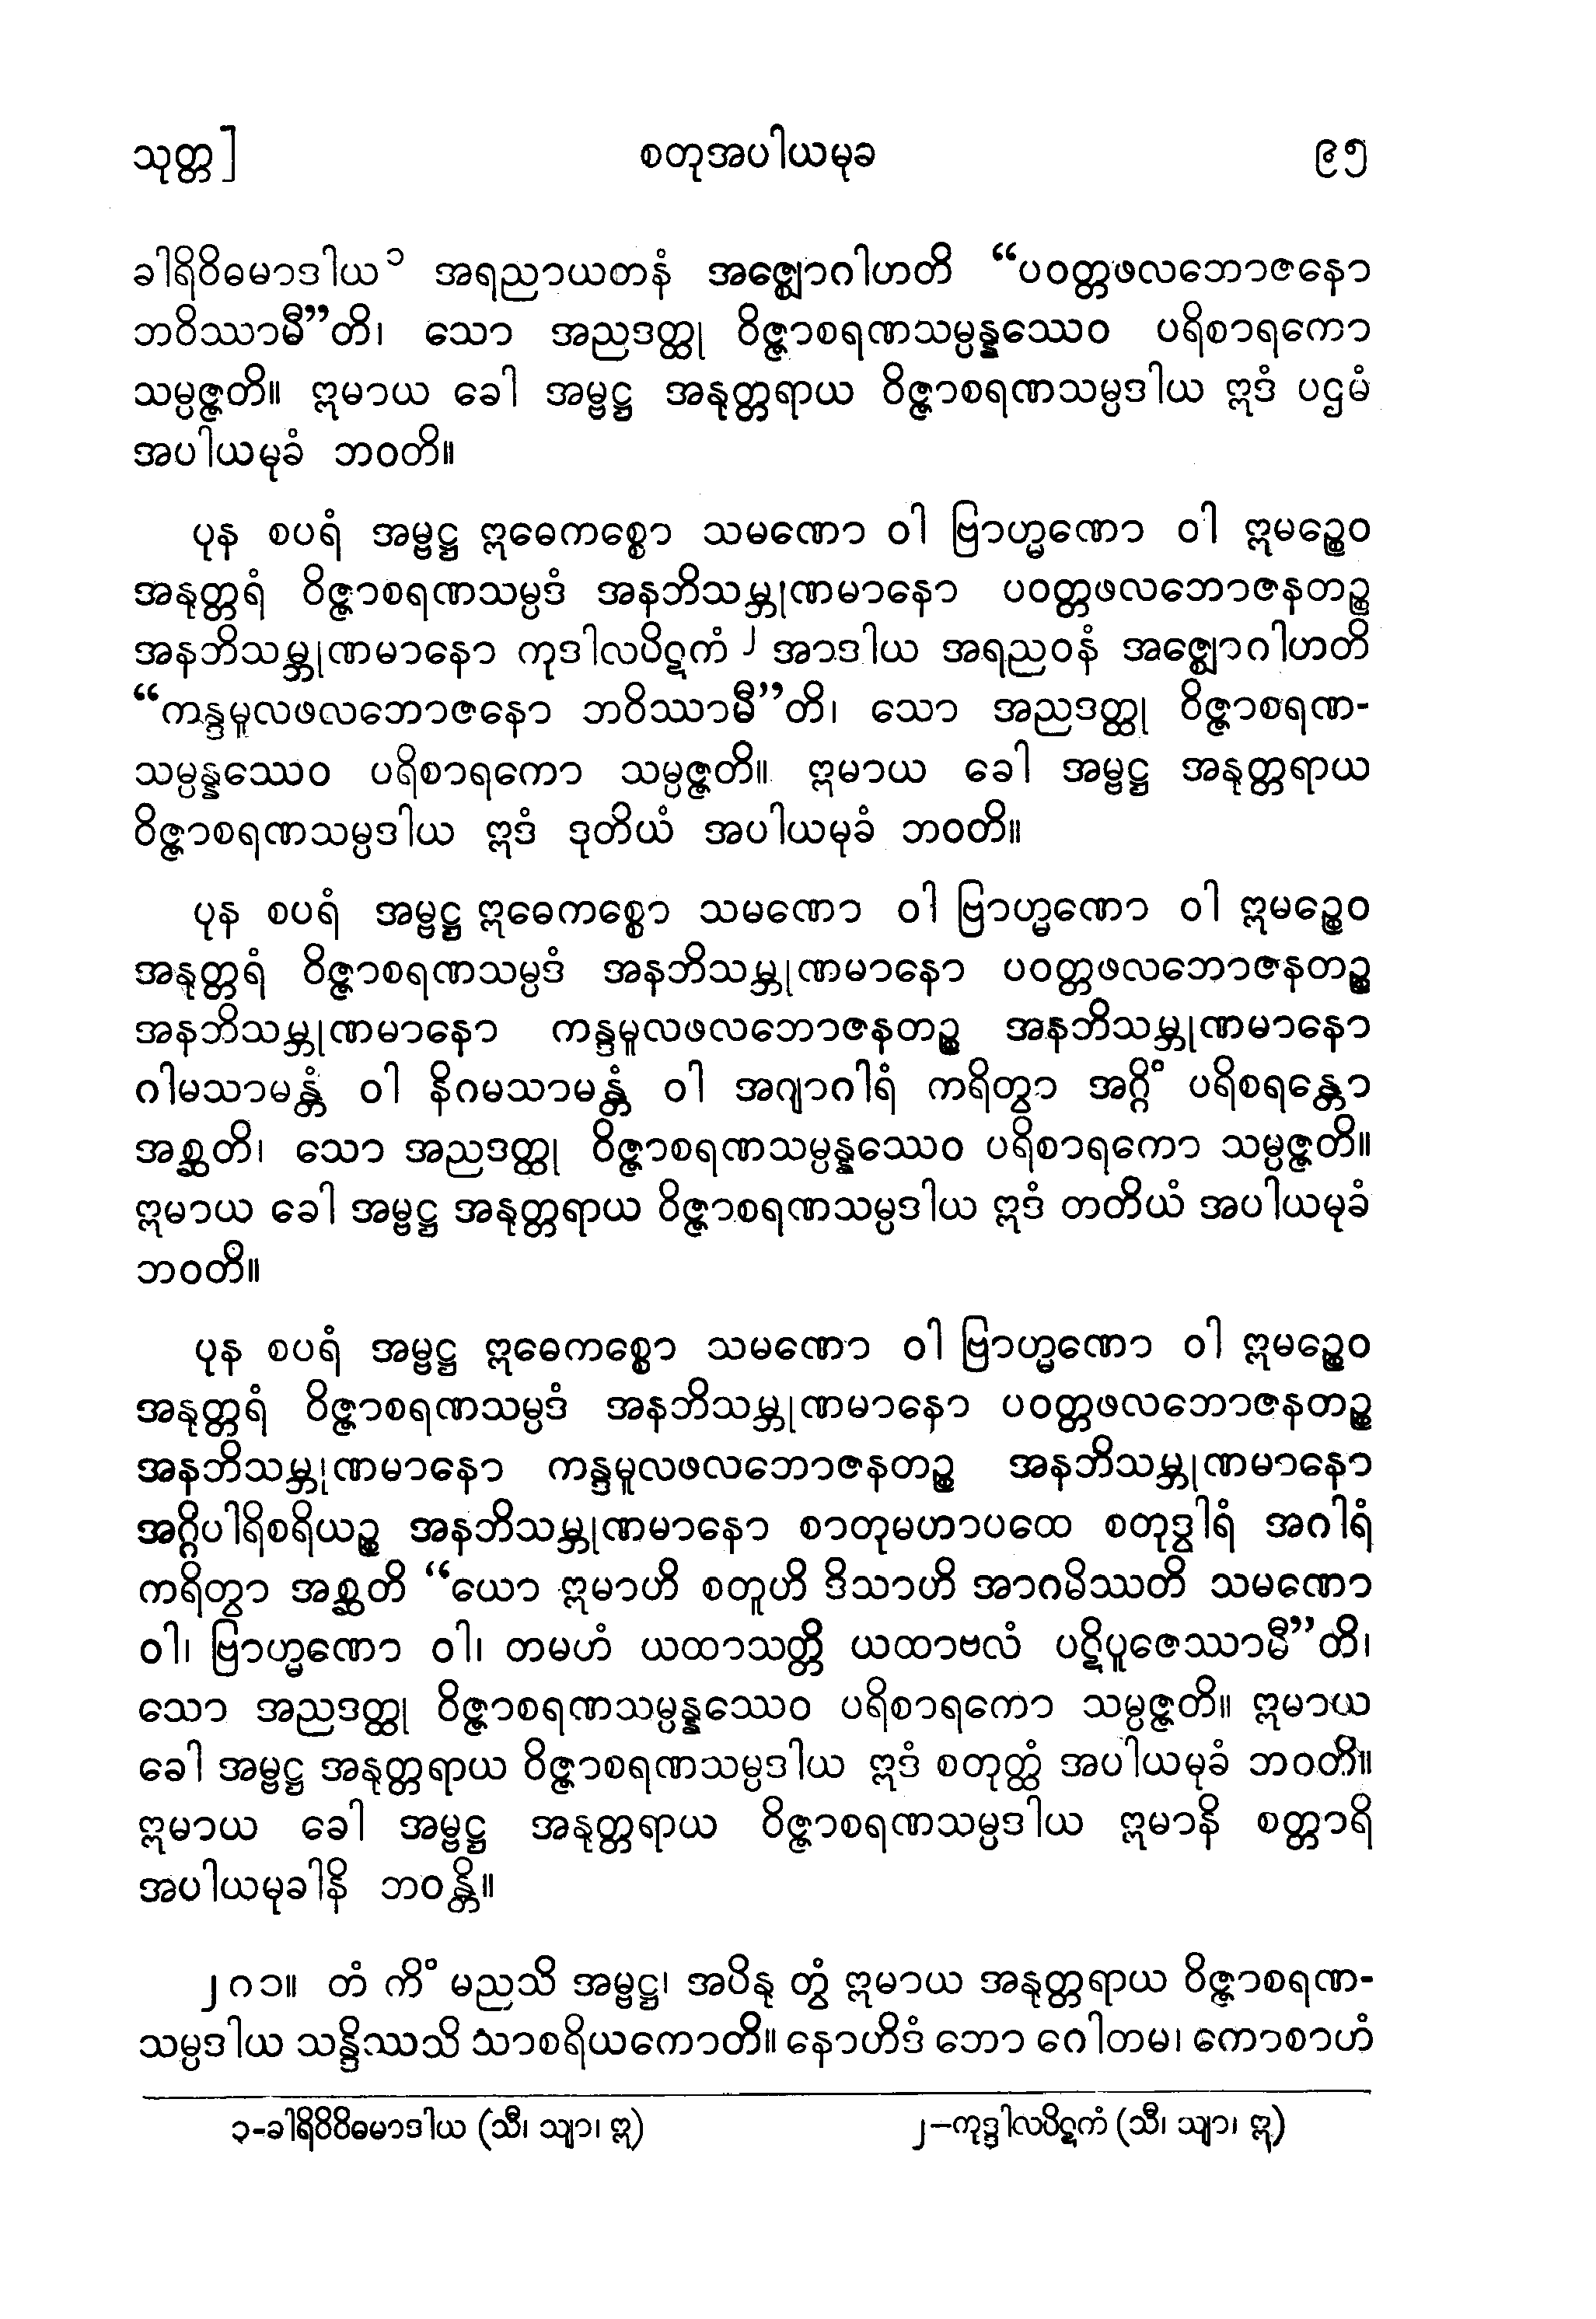 သုတ္တ]	စတုအပါယမုခ	၉၅
ခါရိဝိဓမာဒါယ၁ အရညာယတနံ အဇ္ဈောဂါဟတိ “ပဝတ္တဖလဘောဇနော
ဘဝိဿာမီ”တိ၊ သော အညဒတ္ထု ဝိဇ္ဇာစရဏသမ္ပန္နဿေဝ ပရိစာရကော
သမ္ပဇ္ဇတိ။ ဣမာယ ခေါ အမ္ဗဋ္ဌ အနုတ္တရာယ ဝိဇ္ဇာစရဏသမ္ပဒါယ ဣဒံ ပဌမံ
အပါယမုခံ ဘဝတိ။
ပုန စပရံ အမ္ဗဋ္ဌ ဣဓေကစ္စော သမဏော ဝါ ဗြာဟ္မဏော ဝါ ဣမဉ္စေဝ
အနုတ္တရံ ဝိဇ္ဇာစရဏသမ္ပဒံ အနဘိသမ္ဘုဏမာနော ပဝတ္တဖလဘောဇနတဉ္စ
အနဘိသမ္ဘုဏမာနော ကုဒါလပိဋကံ၂ အာဒါယ အရညဝနံ အဇ္ဈောဂါဟတိ
“ကန္ဒမူလဖလဘောဇနော ဘဝိဿာမီ”တိ၊ သော အညဒတ္ထု ဝိဇ္ဇာစရဏ-
သမ္ပန္နဿေဝ ပရိစာရကော သမ္ပဇ္ဇတိ။ ဣမာယ ခေါ အမ္ဗဋ္ဌ အနုတ္တရာယ
ဝိဇ္ဇာစရဏသမ္ပဒါယ ဣဒံ ဒုတိယံ အပါယမုခံ ဘဝတိ။
ပုန စပရံ အမ္ဗဋ္ဌ ဣဓေကစ္စော သမဏော ဝါ ဗြာဟ္မဏော ဝါ ဣမဉ္စေဝ
အနုတ္တရံ ဝိဇ္ဇာစရဏသမ္ပဒံ အနဘိသမ္ဘုဏမာနော ပဝတ္တဖလဘောဇနတဉ္စ
အနဘိသမ္ဘုဏမာနော ကန္ဒမူလဖလဘောဇနတဉ္စ အနဘိသမ္ဘုဏမာနော
ဂါမသာမန္တံ ဝါ နိဂမသာမန္တံ ဝါ အဂျာဂါရံ ကရိတွာ အဂ္ဂိံ ပရိစရန္တော
အစ္ဆတိ၊ သော အညဒတ္ထု ဝိဇ္ဇာစရဏသမ္ပန္နဿေဝ ပရိစာရကော သမ္ပဇ္ဇတိ။
ဣမာယ ခေါ အမ္ဗဋ္ဌ အနုတ္တရာယ ဝိဇ္ဇာစရဏသမ္ပဒါယ ဣဒံ တတိယံ အပါယမုခံ
ဘဝတိ။
ပုန စပရံ အမ္ဗဋ္ဌ ဣဓေကစ္စော သမဏော ဝါ ဗြာဟ္မဏော ဝါ ဣမဉ္စေဝ
အနုတ္တရံ ဝိဇ္ဇာစရဏသမ္ပဒံ အနဘိသမ္ဘုဏမာနော ပဝတ္တဖလဘောဇနတဉ္စ
အနဘိသမ္ဘုဏမာနော ကန္ဒမူလဖလဘောဇနတဉ္စ အနဘိသမ္ဘုဏမာနော
အဂ္ဂိပါရိစရိယဉ္စ အနဘိသမ္ဘုဏမာနော စာတုမဟာပထေ စတုဒွါရံ အဂါရံ
ကရိတွာ အစ္ဆတိ “ယော ဣမာဟိ စတူဟိ ဒိသာဟိ အာဂမိဿတိ သမဏော
ဝါ၊ ဗြာဟ္မဏော ဝါ၊ တမဟံ ယထာသတ္တိ ယထာဗလံ ပဋိပူဇေဿာမီ”တိ၊
သော အညဒတ္ထု ဝိဇ္ဇာစရဏသမ္ပန္နဿေဝ ပရိစာရကော သမ္ပဇ္ဇတိ။ ဣမာယ
ခေါ အမ္ဗဋ္ဌ အနုတ္တရာယ ဝိဇ္ဇာစရဏသမ္ပဒါယ ဣဒံ စတုတ္ထံ အပါယမုခံ ဘဝတိ။
ဣမာယ ခေါ အမ္ဗဋ္ဌ အနုတ္တရာယ ဝိဇ္ဇာစရဏသမ္ပဒါယ ဣမာနိ စတ္တာရိ
အပါယမုခါနိ ဘဝန္တိ။
၂၈၁။ တံ ကိံ မညသိ အမ္ဗဋ္ဌ၊ အပိနု တွံ ဣမာယ အနုတ္တရာယ ဝိဇ္ဇာစရဏ-
သမ္ပဒါယ သန္ဒိဿသိ သာစရိယကောတိ။ နောဟိဒံ ဘော ဂေါတမ၊ ကောစာဟံ
၁-ခါရိဝိဝိဓမာဒါယ (သီ၊ သျာ၊ ဣ)	၂-ကုဒ္ဒါလပိဋကံ (သီ၊ သျာ၊ ဣ)